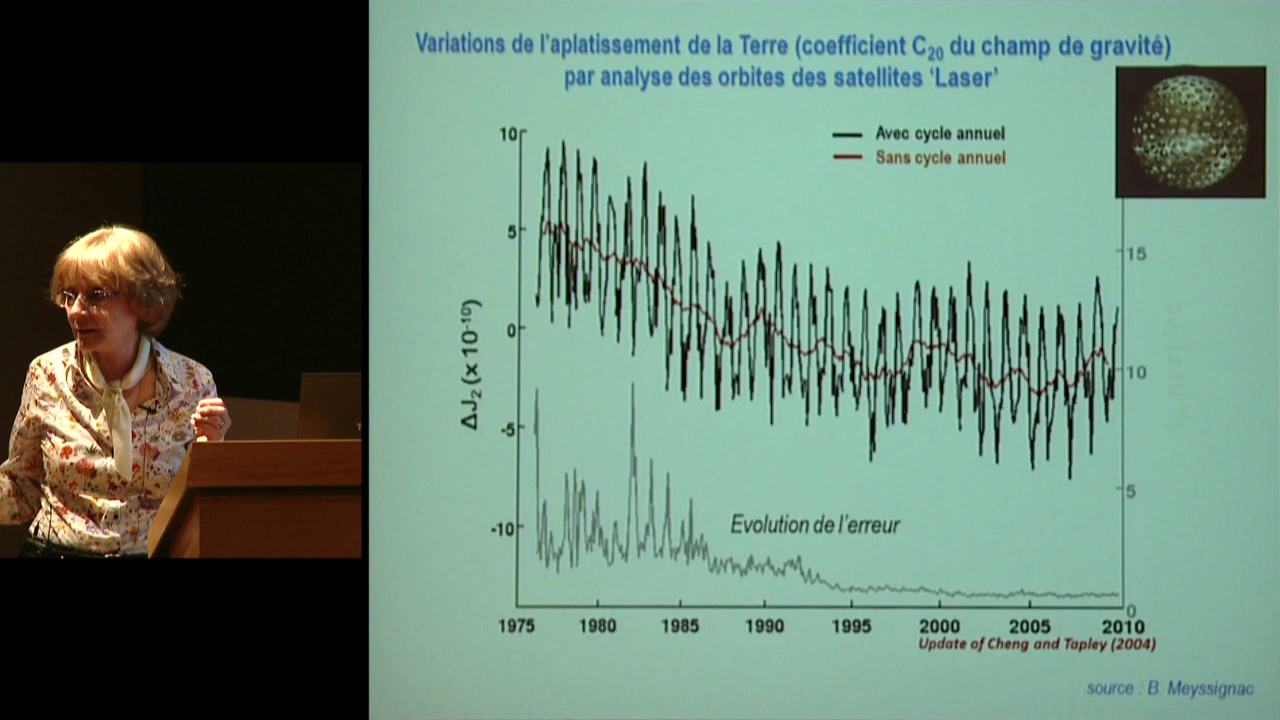 Variations de l'aplatissement de la Terre (coefficient C20 du champ de gravité)
par analyse des orbites des satellites 'Laser'
Avec cycle annuel
Sans cycle annuel
10
5
0
-5
-10
ΔJ2 (x 10-10)
15
10
5
0
Evolution de l'erreur
1975 1980 1985 1990 1995 2000 2005 2010
Update of Cheng and Tapley (2004)
source : B. Meyssignac